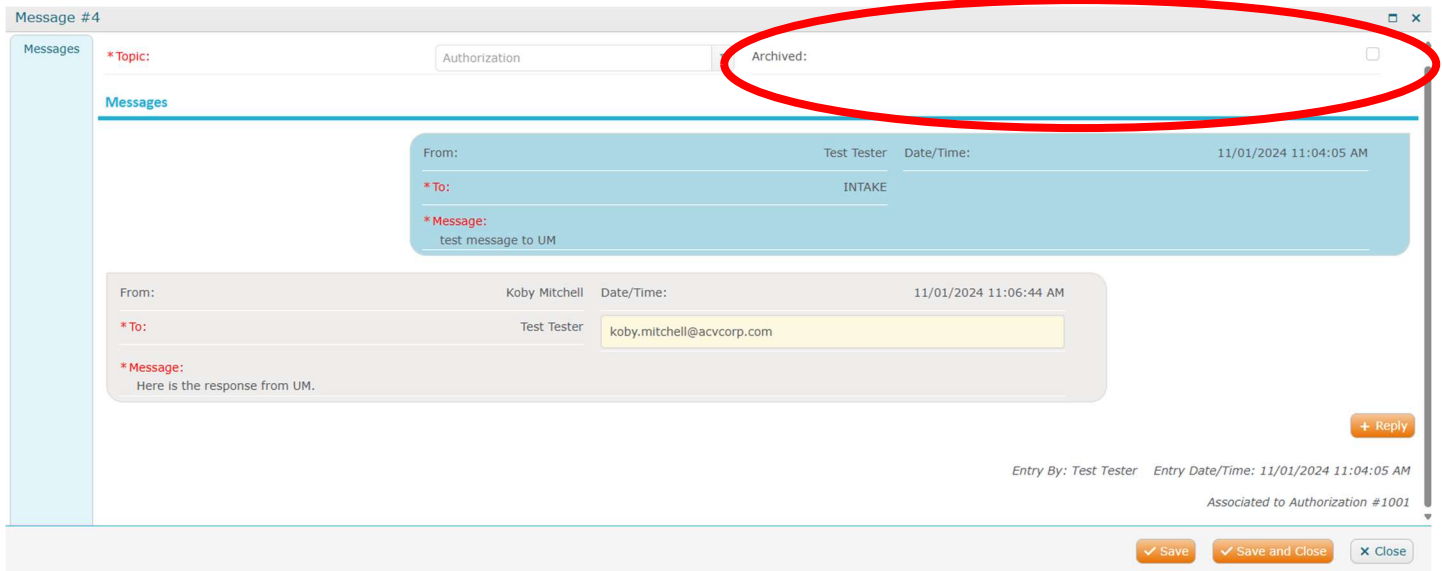 Message #4
Messages
*Topic: Authorization Archived:
Messages
From: Test Tester Date/Time: 11/01/2024 11:04:05 AM
*To: INTAKE
*Message:
test message to UM
From: Koby Mitchell Date/Time: 11/01/2024 11:06:44 AM
*To: Test Tester koby.mitchell@acvcorp.com
*Message:
Here is the response from UM.
+ Reply
Entry By: Test Tester Entry Date/Time: 11/01/2024 11:04:05 AM
Associated to Authorization #1001
Save Save and Close Close